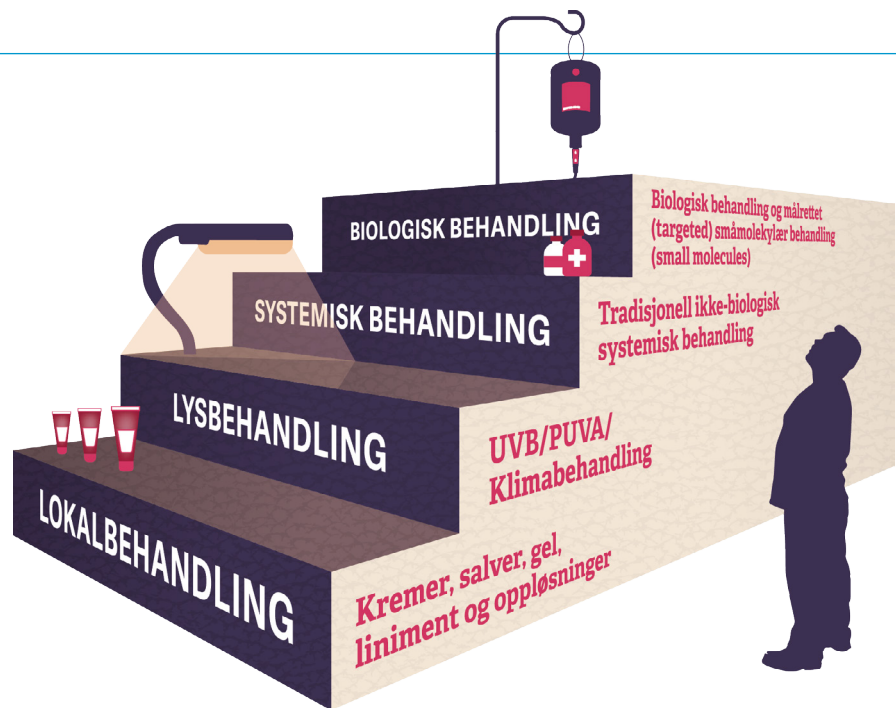 BIOLOGISK BEHANDLING
Biologisk behandling og målrettet
(targeted) småmolekylær behandling
(small molecules)
SYSTEMISK BEHANDLING
Tradisjonell ikke-biologisk
systemisk behandling
LYSBEHANDLING
UVB/PUVA/
Klimabehandling
LOKALBEHANDLING
Kremer, salver, gel,
liniment og oppløsninger